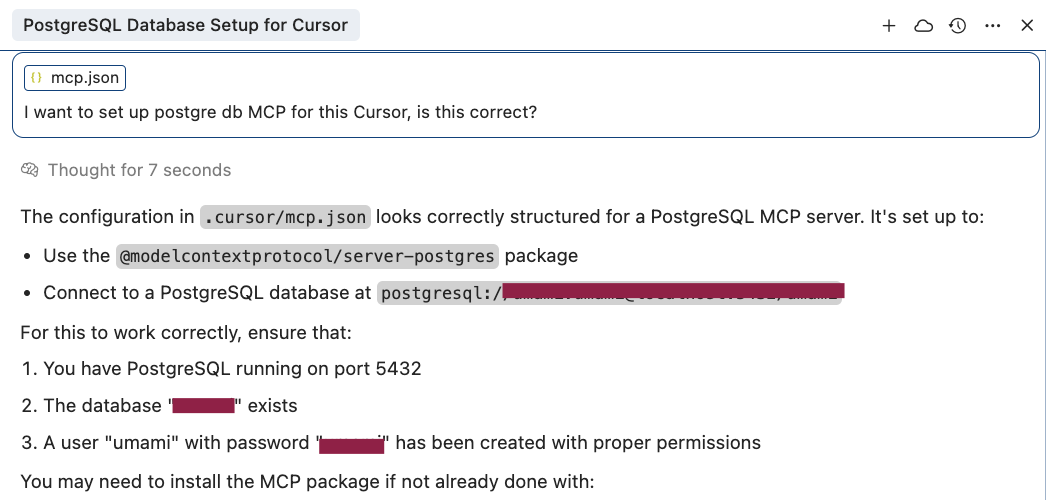 PostgreSQL Database Setup for Cursor
mcp.json
I want to set up postgre db MCP for this Cursor, is this correct?
Thought for 7 seconds
The configuration in .cursor/mcp.json looks correctly structured for a PostgreSQL MCP server. It's set up to:
• Use the @modelcontextprotocol/server-postgres package
• Connect to a PostgreSQL database at postgresql:/
For this to work correctly, ensure that:
1. You have PostgreSQL running on port 5432
2. The database "" exists
3. A user "umami" with password "" has been created with proper permissions
You may need to install the MCP package if not already done with: